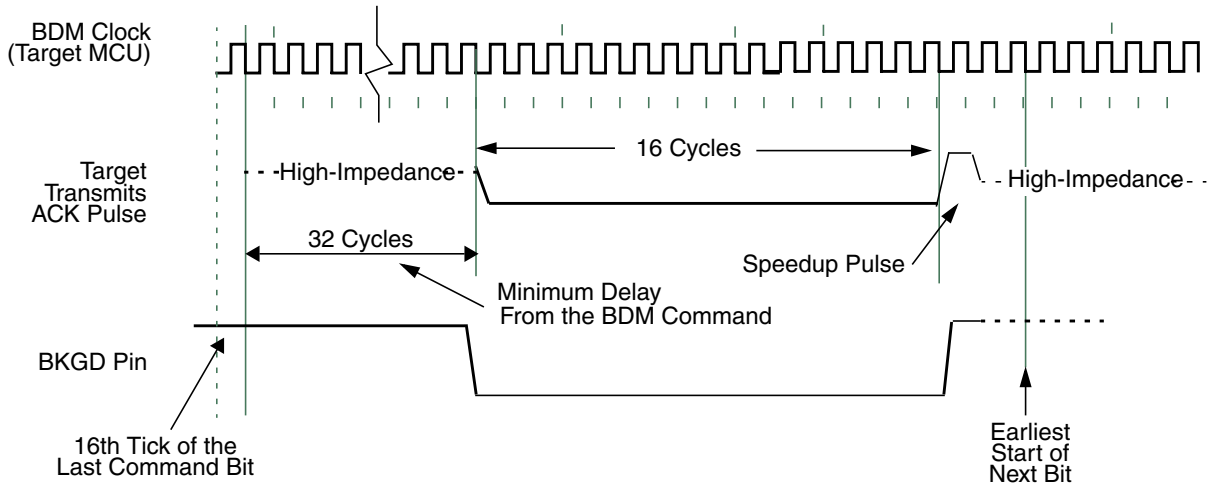 BDM Clock
(Target MCU)
16 Cycles
Target
Transmits
ACK Pulse
High-Impedance
High-Impedance
32 Cycles
Speedup Pulse
Minimum Delay
From the BDM Command
BKGD Pin
16th Tick of the
Last Command Bit
Earliest
Start of
Next Bit